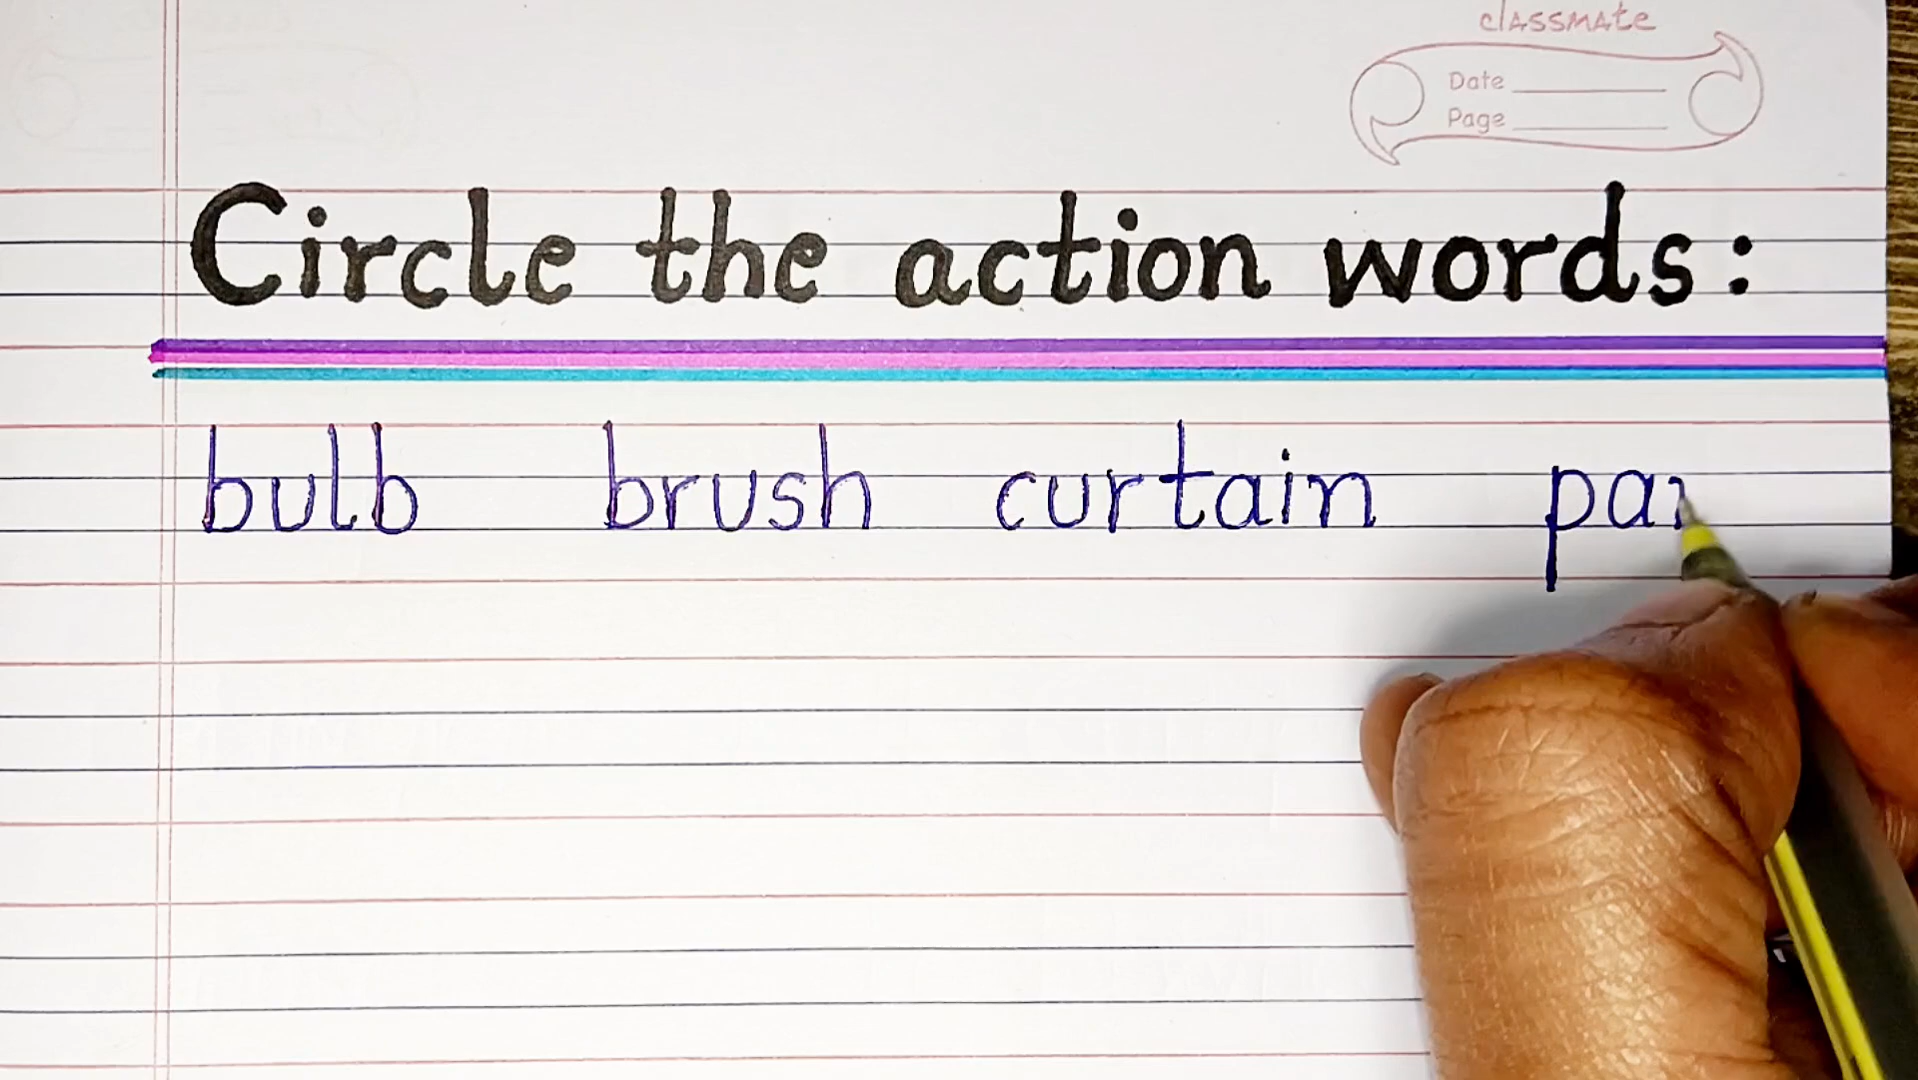 classmate
Date
Page
Circle the action words:
bulb brush curtain